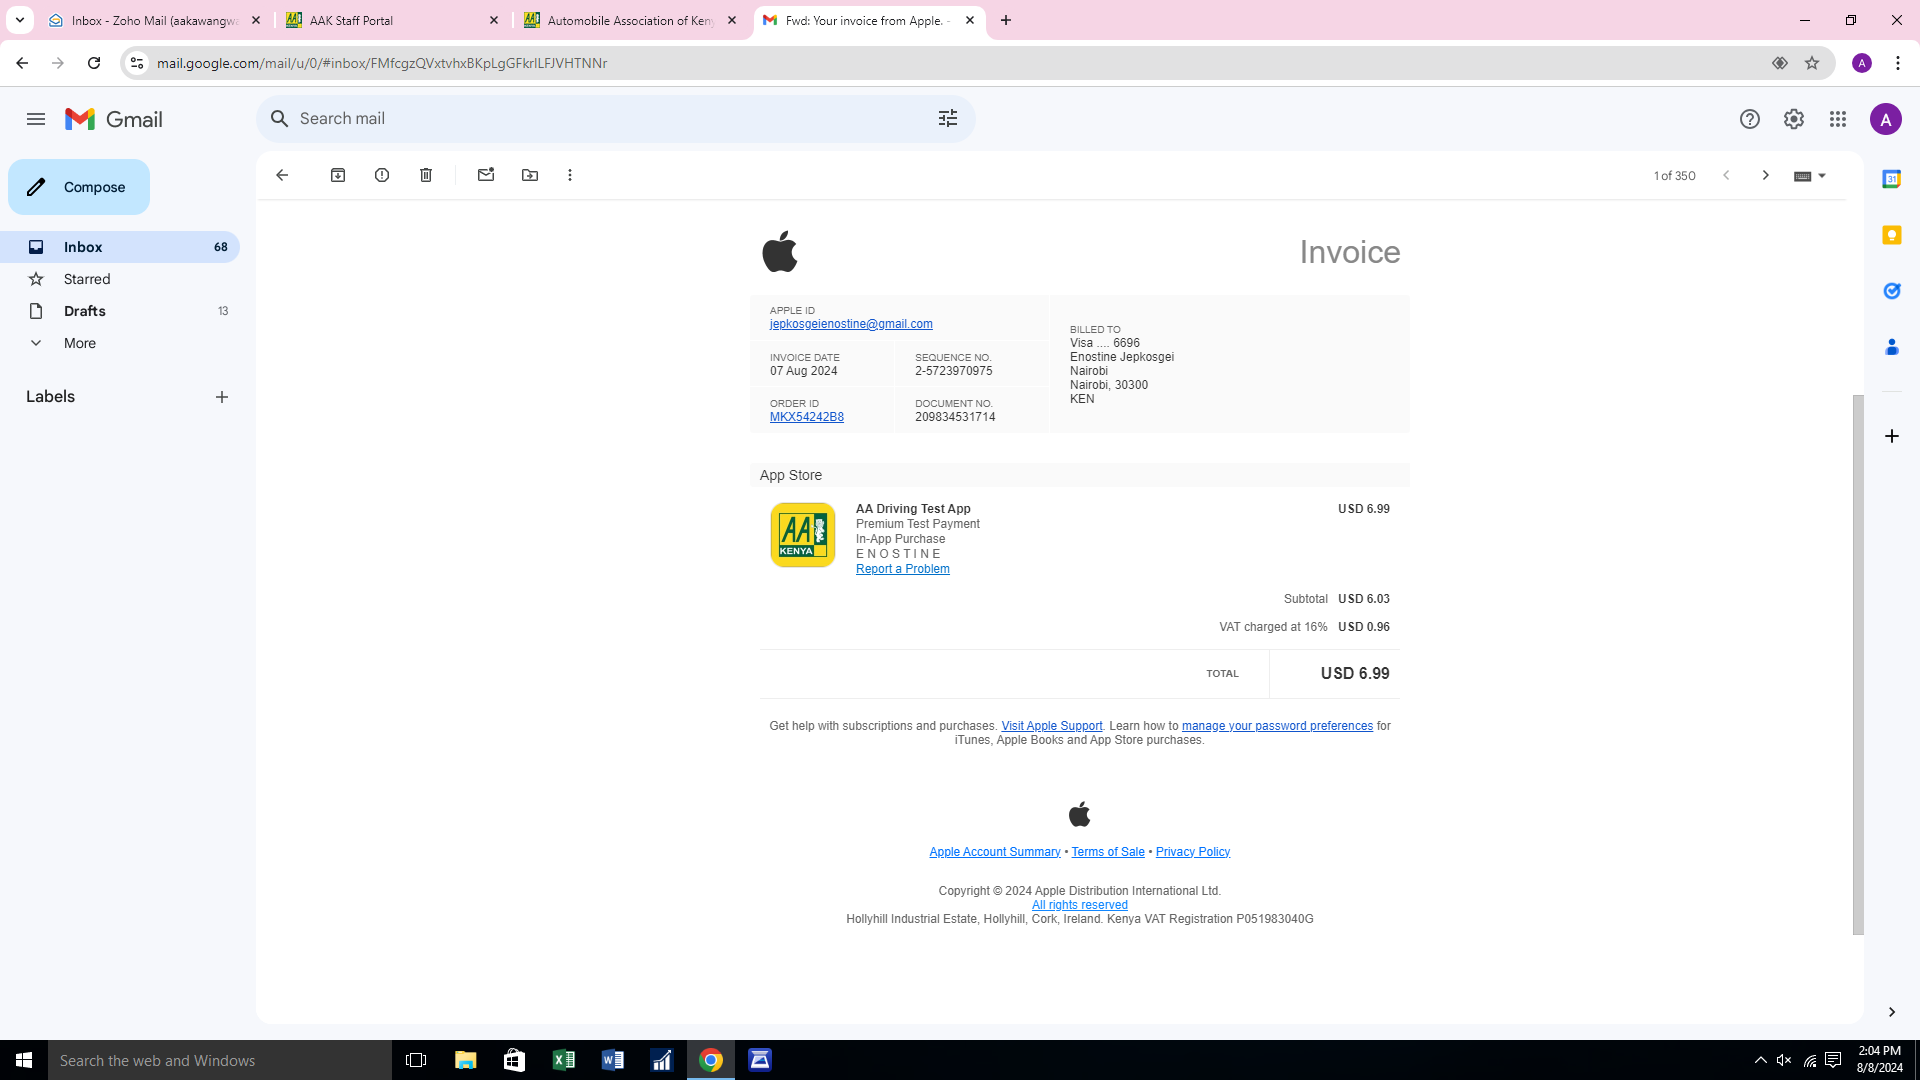 Inbox - Zoho Mail (aakawangwa
AAK Staff Portal
Automobile Association of Keny
Fwd: Your invoice from Apple. -
mail.google.com/mail/u/0/#inbox/FMfcgzQVxtvhxBKpLgGFkrlLFJVHTNNr
A
Gmail
Search mail
A
Compose
1 of 350
31
Inbox 68
Starred
Drafts 13
More
Labels
Invoice
APPLE ID
jepkosgeienostine@gmail.com
INVOICE DATE
07 Aug 2024
SEQUENCE NO.
2-5723970975
ORDER ID
MKX54242B8
DOCUMENT NO.
209834531714
BILLED TO
Visa .... 6696
Enostine Jepkosgei
Nairobi
Nairobi, 30300
KEN
App Store
AA
KENYA
AA Driving Test App USD 6.99
Premium Test Payment
In-App Purchase
E N O S T I N E
Report a Problem
Subtotal USD 6.03
VAT charged at 16% USD 0.96
TOTAL USD 6.99
Get help with subscriptions and purchases. Visit Apple Support. Learn how to manage your password preferences for
iTunes, Apple Books and App Store purchases.
Apple Account Summary • Terms of Sale • Privacy Policy
Copyright © 2024 Apple Distribution International Ltd.
All rights reserved
Hollyhill Industrial Estate, Hollyhill, Cork, Ireland. Kenya VAT Registration P051983040G
Search the web and Windows
2:04 PM
8/8/2024